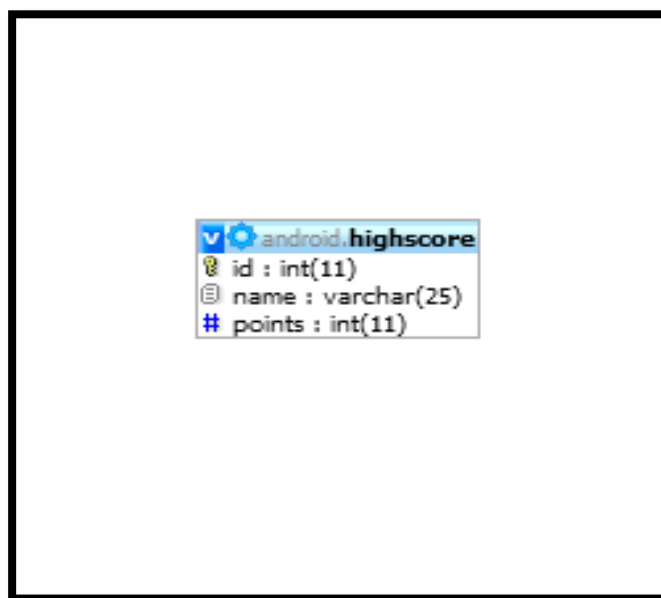 android.highscore
id : int(11)
name : varchar(25)
# points : int(11)